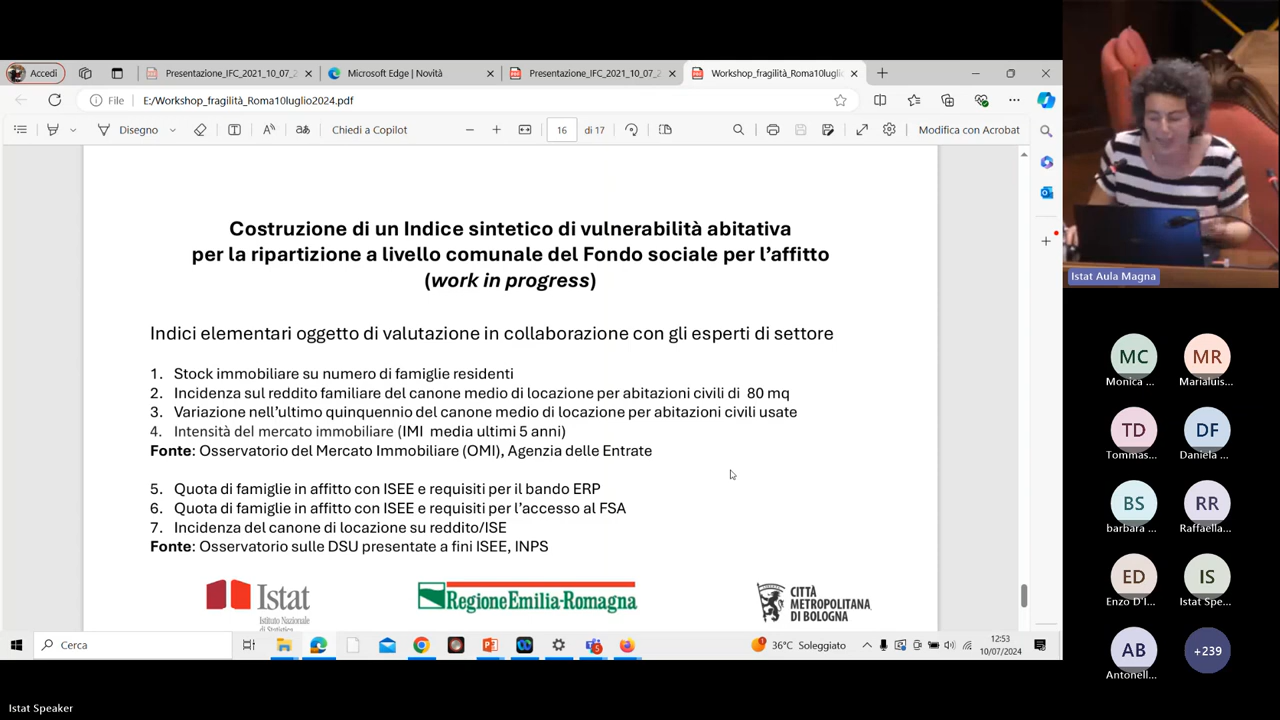 Accedi
Presentazione_IFC_2021_10_07_2
Microsoft Edge | Novità
Presentazione_IFC_2021_10_07_2
Workshop_fragilità_Roma10luglio
File
E:/Workshop_fragilità_Roma10luglio2024.pdf
Disegno
Chiedi a Copilot
16
di 17
Modifica con Acrobat
Costruzione di un Indice sintetico di vulnerabilità abitativa
per la ripartizione a livello comunale del Fondo sociale per l'affitto
(work in progress)
Indici elementari oggetto di valutazione in collaborazione con gli esperti di settore
1. Stock immobiliare su numero di famiglie residenti
2. Incidenza sul reddito familiare del canone medio di locazione per abitazioni civili di 80 mq
3. Variazione nell'ultimo quinquennio del canone medio di locazione per abitazioni civili usate
4. Intensità del mercato immobiliare (IMI media ultimi 5 anni)
Fonte: Osservatorio del Mercato Immobiliare (OMI), Agenzia delle Entrate
5. Quota di famiglie in affitto con ISEE e requisiti per il bando ERP
6. Quota di famiglie in affitto con ISEE e requisiti per l'accesso al FSA
7. Incidenza del canone di locazione su reddito/ISE
Fonte: Osservatorio sulle DSU presentate a fini ISEE, INPS
Istat
Istituto Nazionale
di Statistica
RegioneEmilia-Romagna
CITTÀ
METROPOLITANA
DI BOLOGNA
Cerca
36°C Soleggiato
12:53
10/07/2024
Istat Aula Magna
MC
Monica ...
MR
Marialuis...
TD
Tommas...
DF
Daniela ...
BS
barbara ...
RR
Raffaella...
ED
Enzo D'I...
IS
Istat Spe...
AB
Antonell...
+239
Istat Speaker